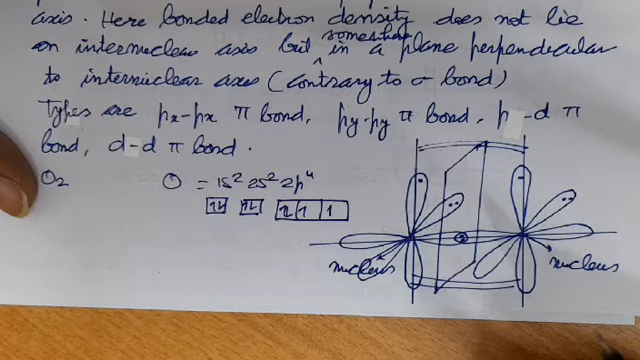 axis. Here bonded electron density does not lie
on internuclear axis but somewhere in a plane perpendicular
to internuclear axis (contrary to σ bond)
Types are px-px π bond, py-py π bond, p-d π
bond, d-d π bond.
O2 O = 1s² 2s² 2p⁴
nucleus nucleus